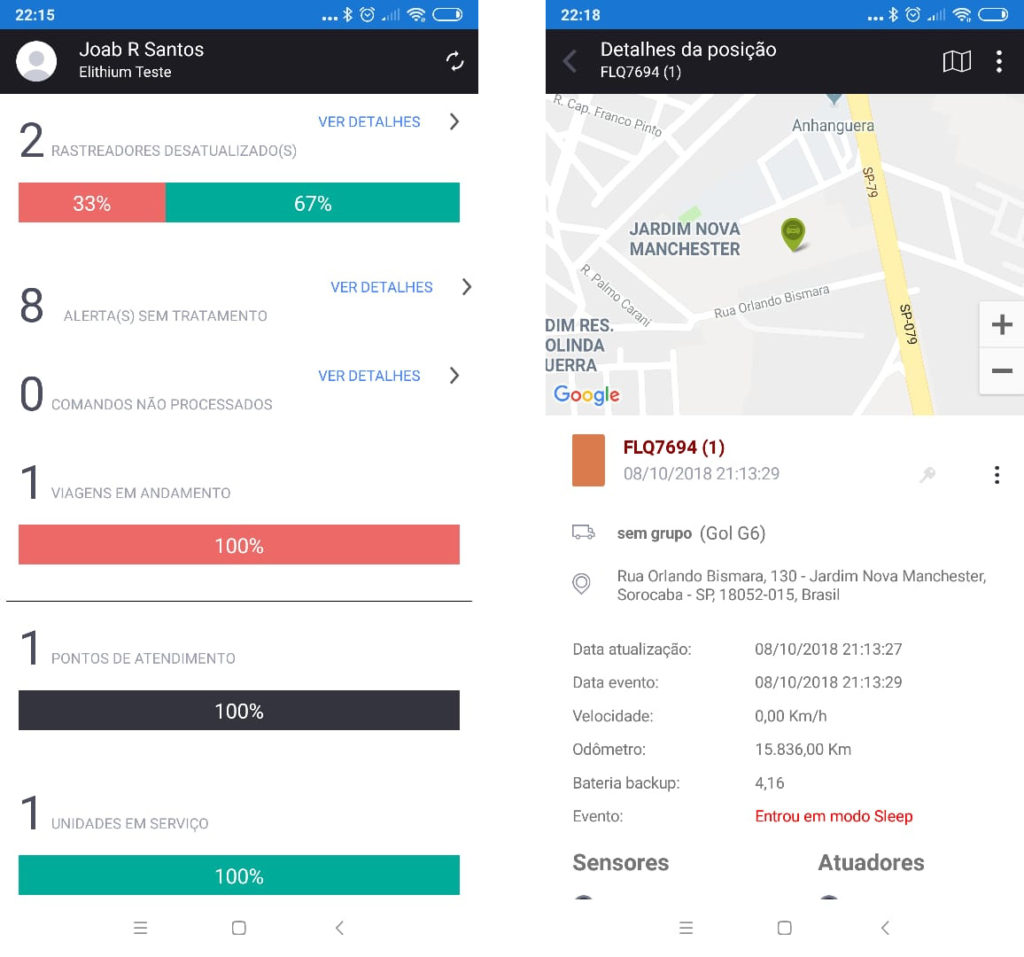 22:15
Joab R Santos
Elithium Teste
VER DETALHES
2 RASTREADORES DESATUALIZADO(S)
33% 67%
VER DETALHES
8 ALERTA(S) SEM TRATAMENTO
VER DETALHES
0 COMANDOS NÃO PROCESSADOS
1 VIAGENS EM ANDAMENTO
100%
1 PONTOS DE ATENDIMENTO
100%
1 UNIDADES EM SERVIÇO
100%
22:18
Detalhes da posição
FLQ7694 (1)
R. Cap. Franco Pinto
Anhanguera
SP-79
JARDIM NOVA
MANCHESTER
R. Palmo Carani
Rua Orlando Bismara
SP-079
DIM RES.
OLINDA
UERRA
Google
FLQ7694 (1)
08/10/2018 21:13:29
sem grupo (Gol G6)
Rua Orlando Bismara, 130 - Jardim Nova Manchester,
Sorocaba - SP, 18052-015, Brasil
Data atualização: 08/10/2018 21:13:27
Data evento: 08/10/2018 21:13:29
Velocidade: 0,00 Km/h
Odômetro: 15.836,00 Km
Bateria backup: 4,16
Evento: Entrou em modo Sleep
Sensores Atuadores